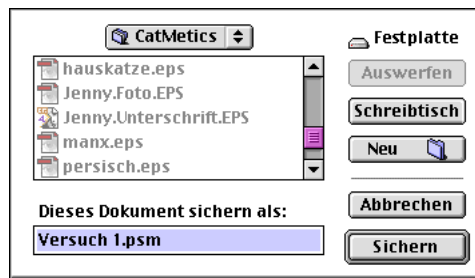 CatMetics
hauskatze.eps
Jenny.Foto.EPS
Jenny.Unterschrift.EPS
manx.eps
persisch.eps
Dieses Dokument sichern als:
Versuch 1.psm
Festplatte
Auswerfen
Schreibtisch
Neu
Abbrechen
Sichern